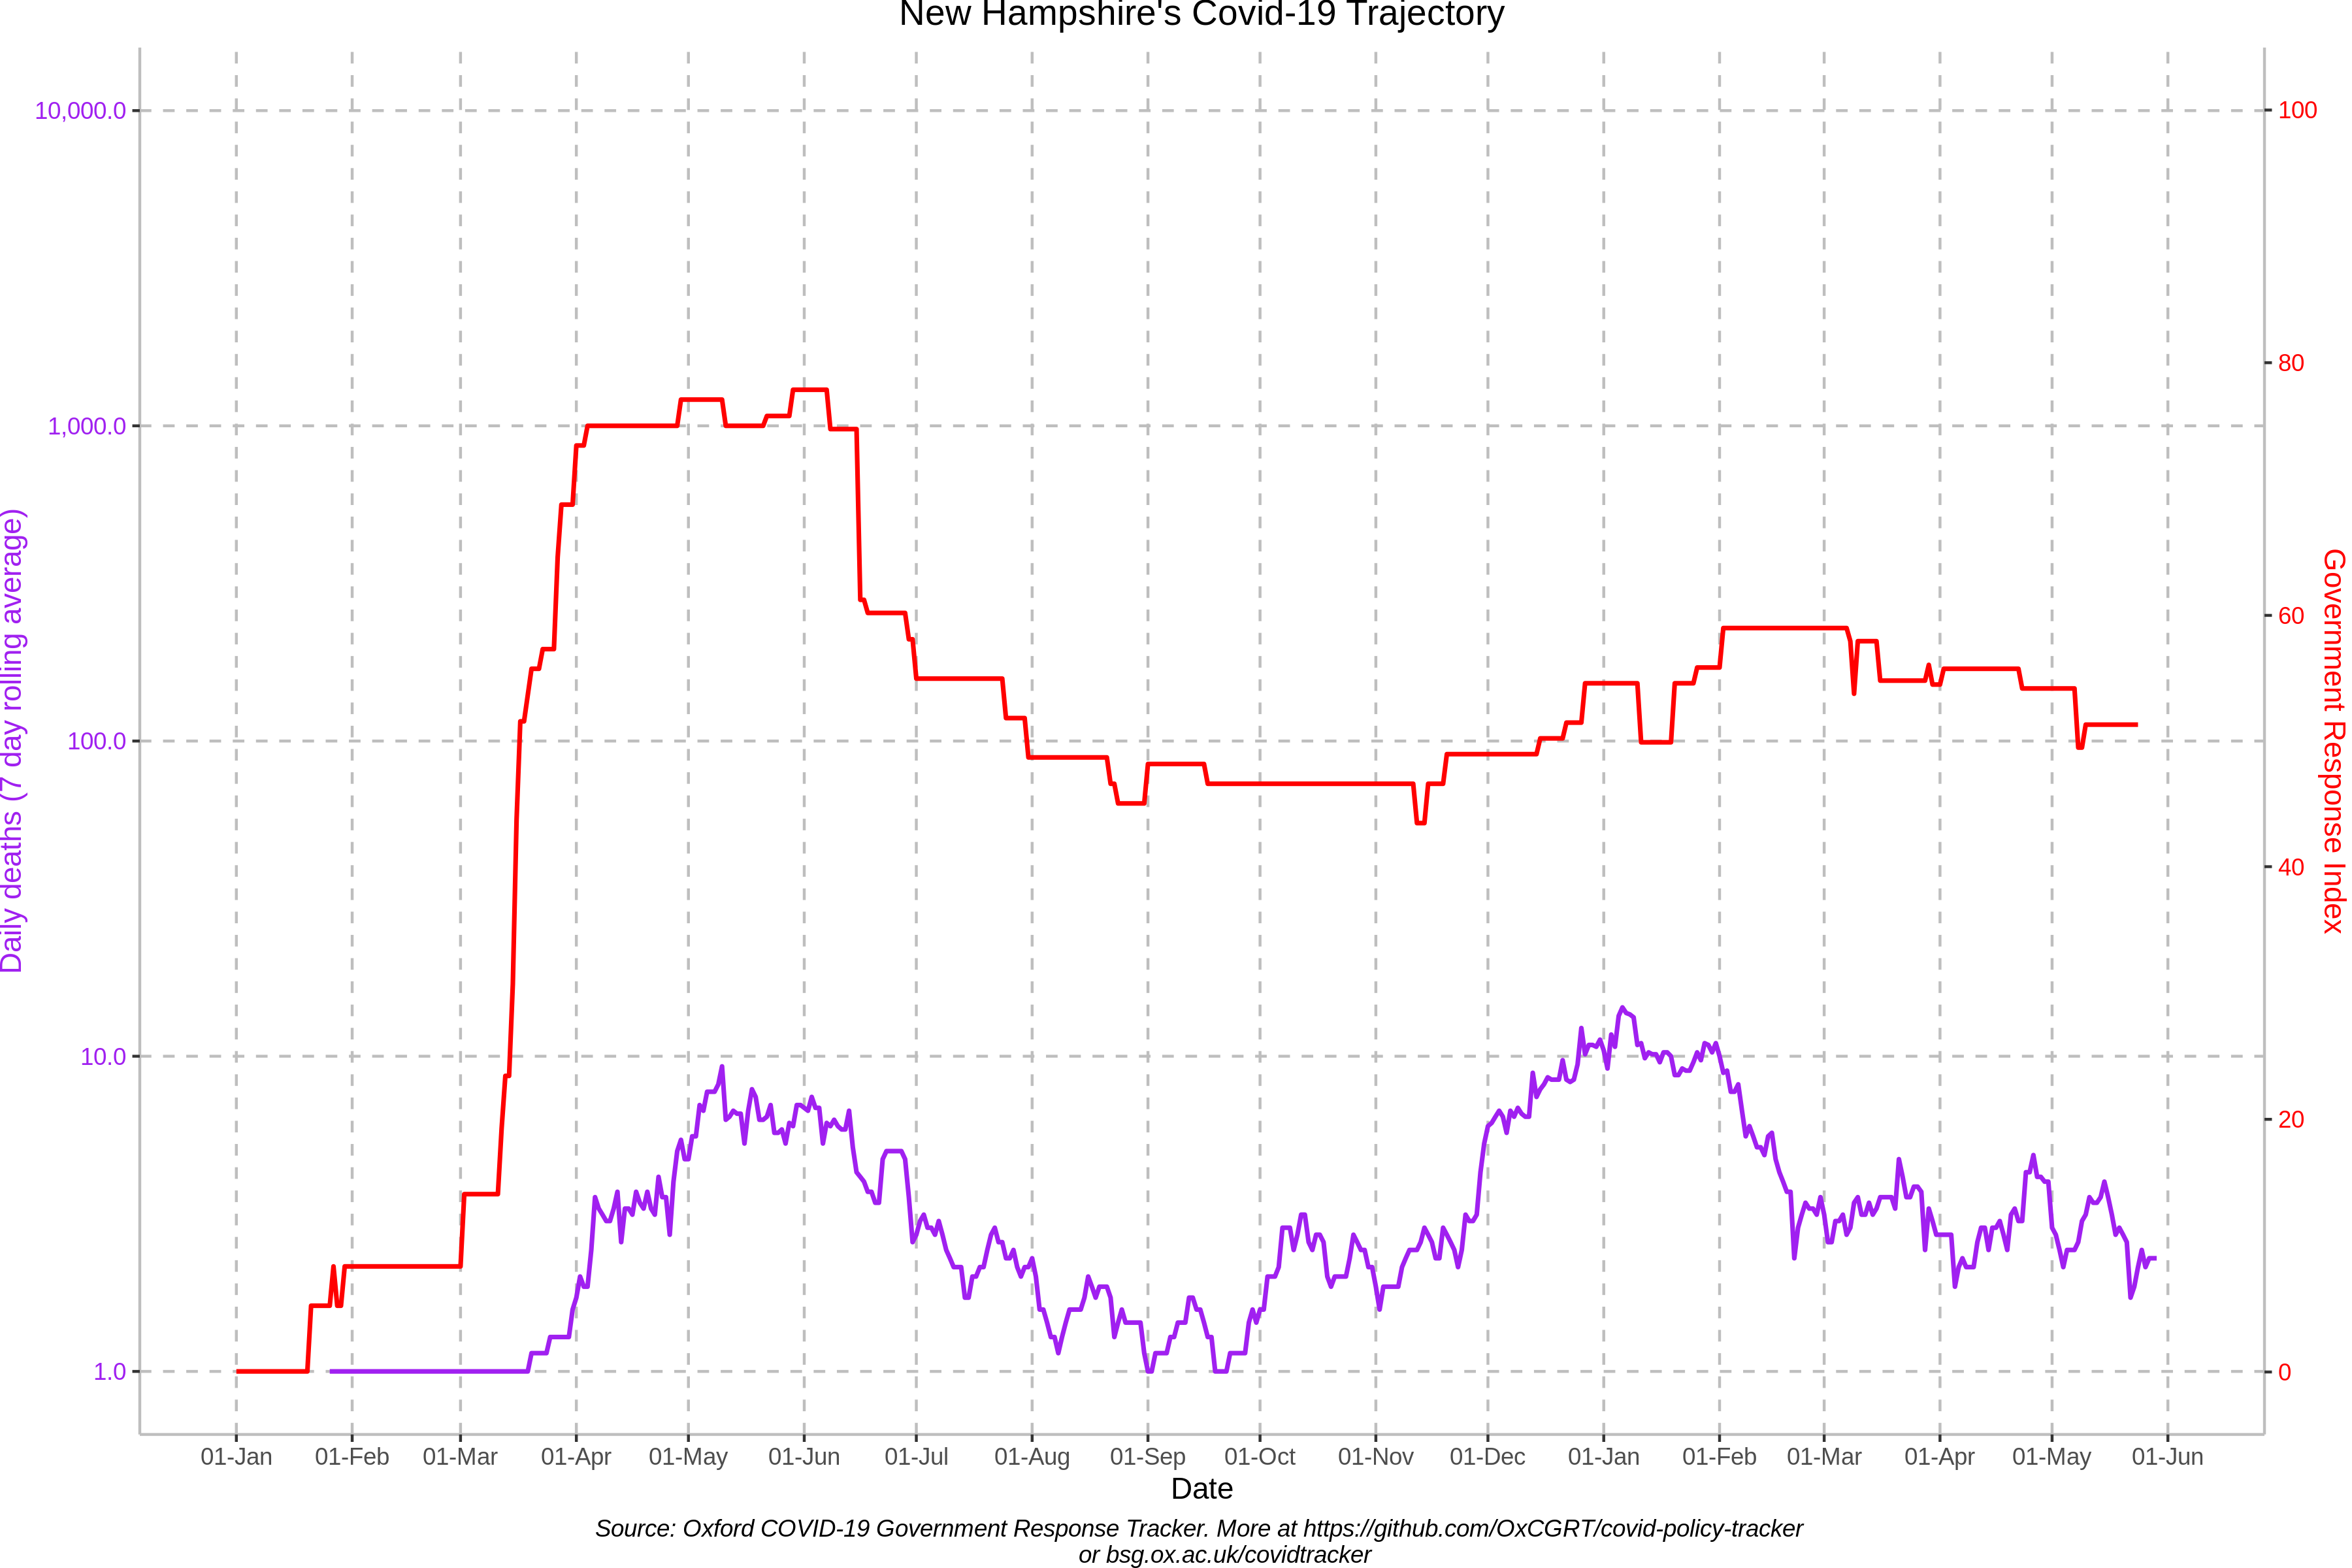 New Hampshire's Covid-19 Trajectory
10,000.0
1,000.0
100.0
10.0
1.0
Daily deaths (7 day rolling average)
100
80
60
40
20
0
Government Response Index
01-Jan 01-Feb 01-Mar 01-Apr 01-May 01-Jun 01-Jul 01-Aug 01-Sep 01-Oct 01-Nov 01-Dec 01-Jan 01-Feb 01-Mar 01-Apr 01-May 01-Jun
Date
Source: Oxford COVID-19 Government Response Tracker. More at https://github.com/OxCGRT/covid-policy-tracker
or bsg.ox.ac.uk/covidtracker